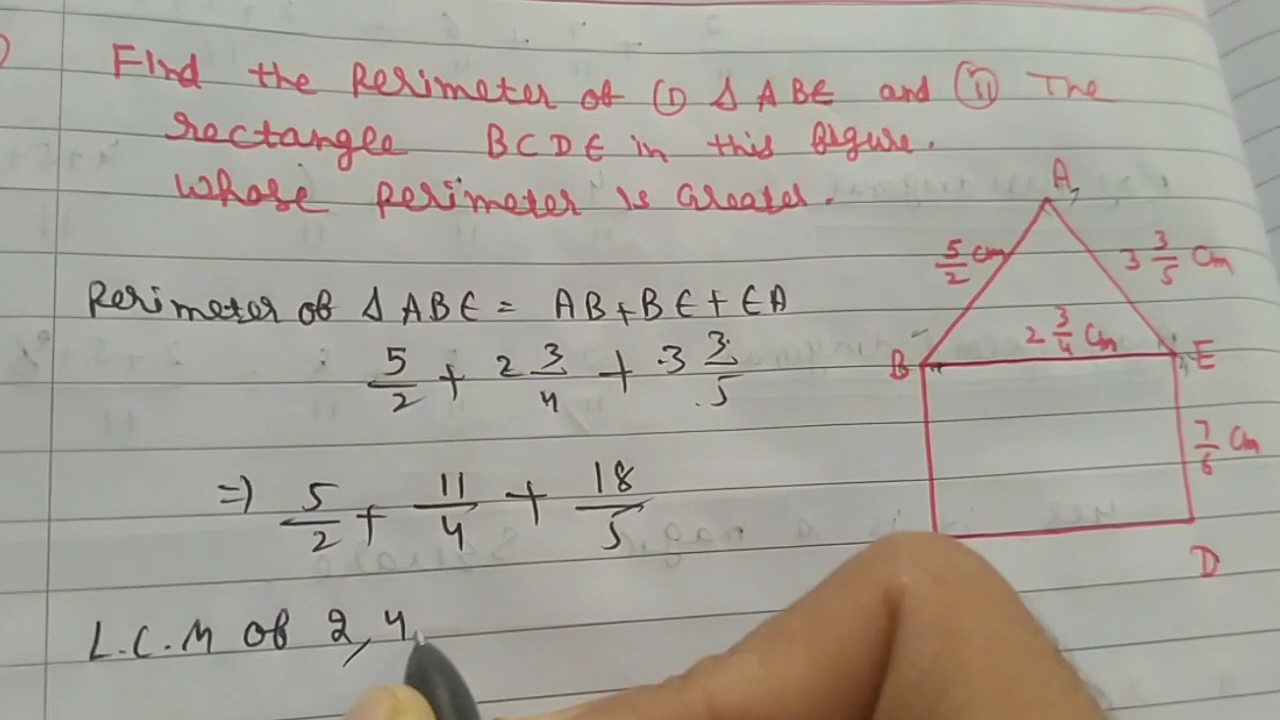 Find the Perimeter of (i) Δ ABE and (ii) The
rectangle BCDE in this figure.
Whose perimeter is Greater.
A
5/2 cm
3 3/5 Cm
2 3/4 Cm
B
E
7/6 Cm
D
Perimeter of Δ ABE = AB+BE+EA
5/2 + 2 3/4 + 3 3/5
=) 5/2 + 11/4 + 18/5
L.C.M of 2, 4